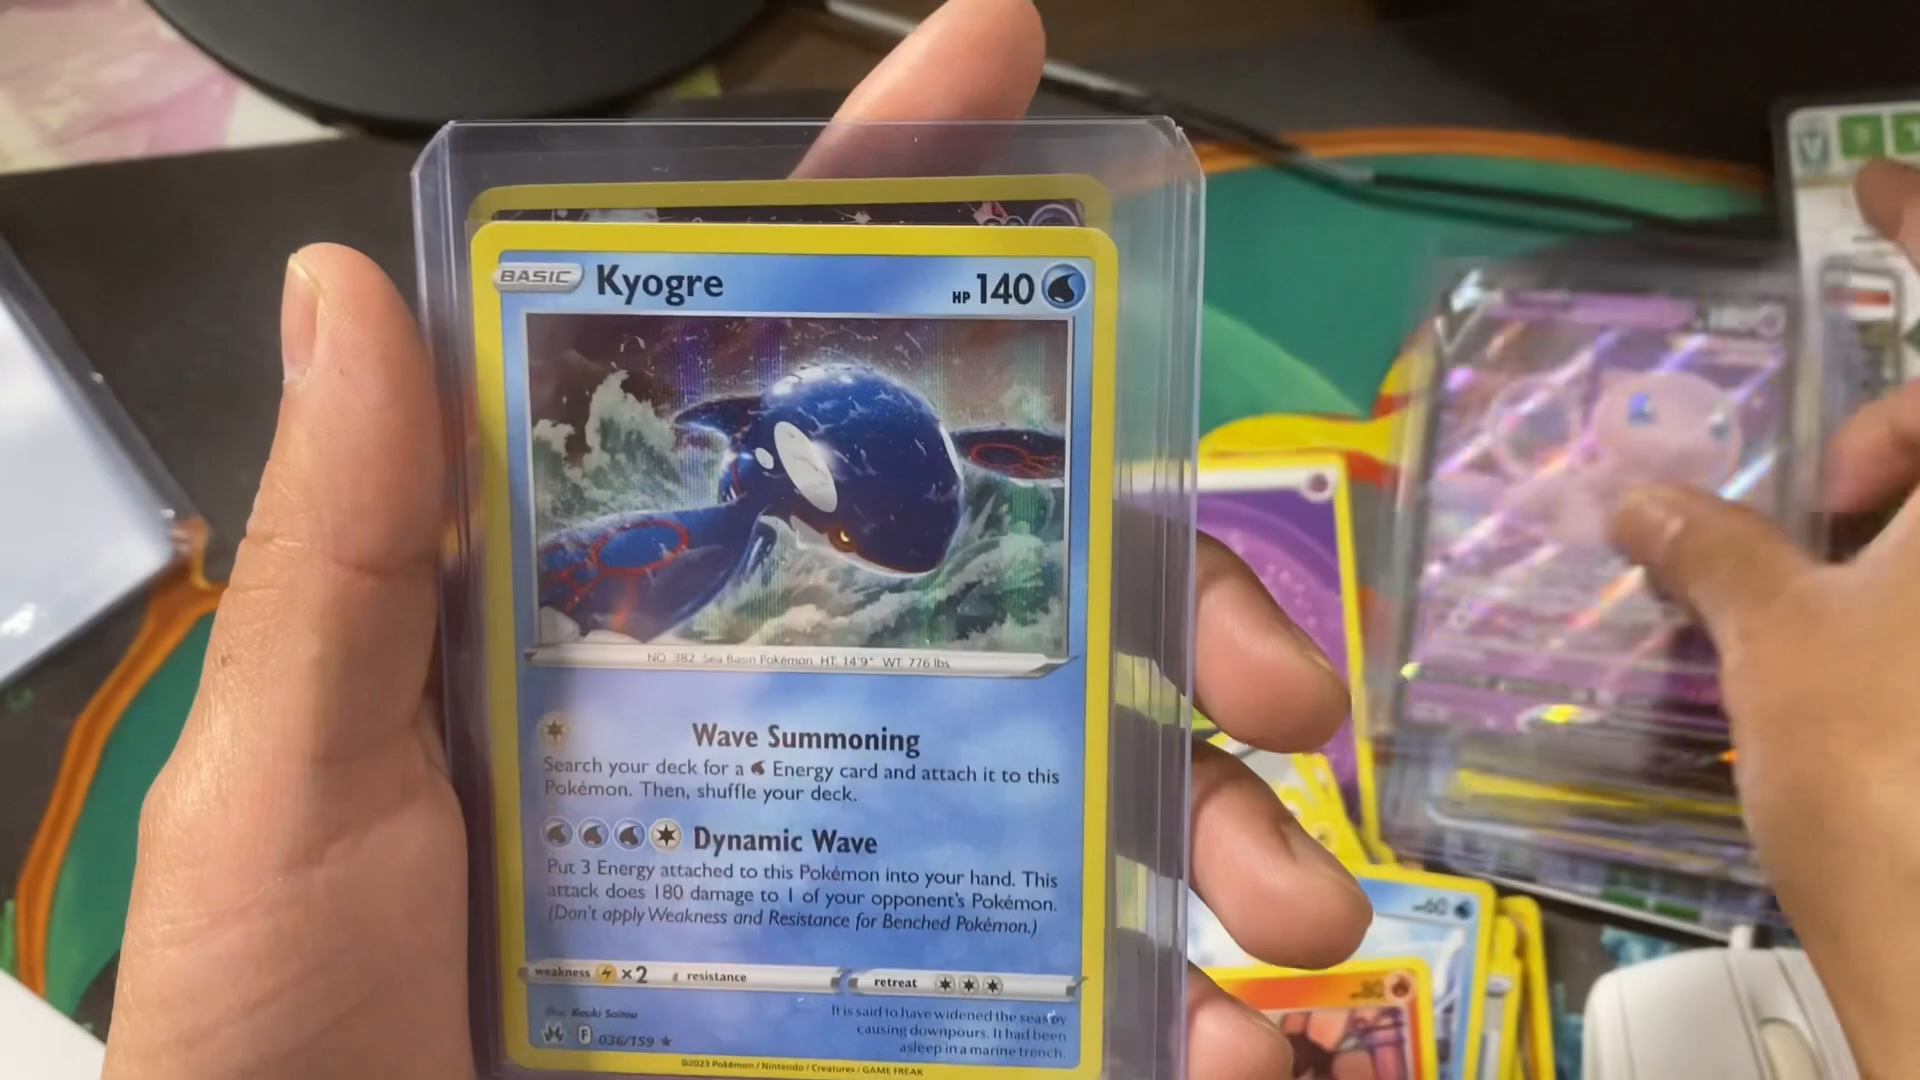 BASIC Kyogre HP 140
NO. 382 Sea Basin Pokémon HT: 14'9" WT: 776 lbs.
Wave Summoning
Search your deck for a Energy card and attach it to this
Pokémon. Then, shuffle your deck.
Dynamic Wave
Put 3 Energy attached to this Pokémon into your hand. This
attack does 180 damage to 1 of your opponent's Pokémon.
(Don't apply Weakness and Resistance for Benched Pokémon.)
weakness ×2 resistance retreat
Illus. Kouki Saitou
F 036/159 ★
It is said to have widened the seas by
causing downpours. It had been
asleep in a marine trench.
©2023 Pokémon / Nintendo / Creatures / GAME FREAK
60
80